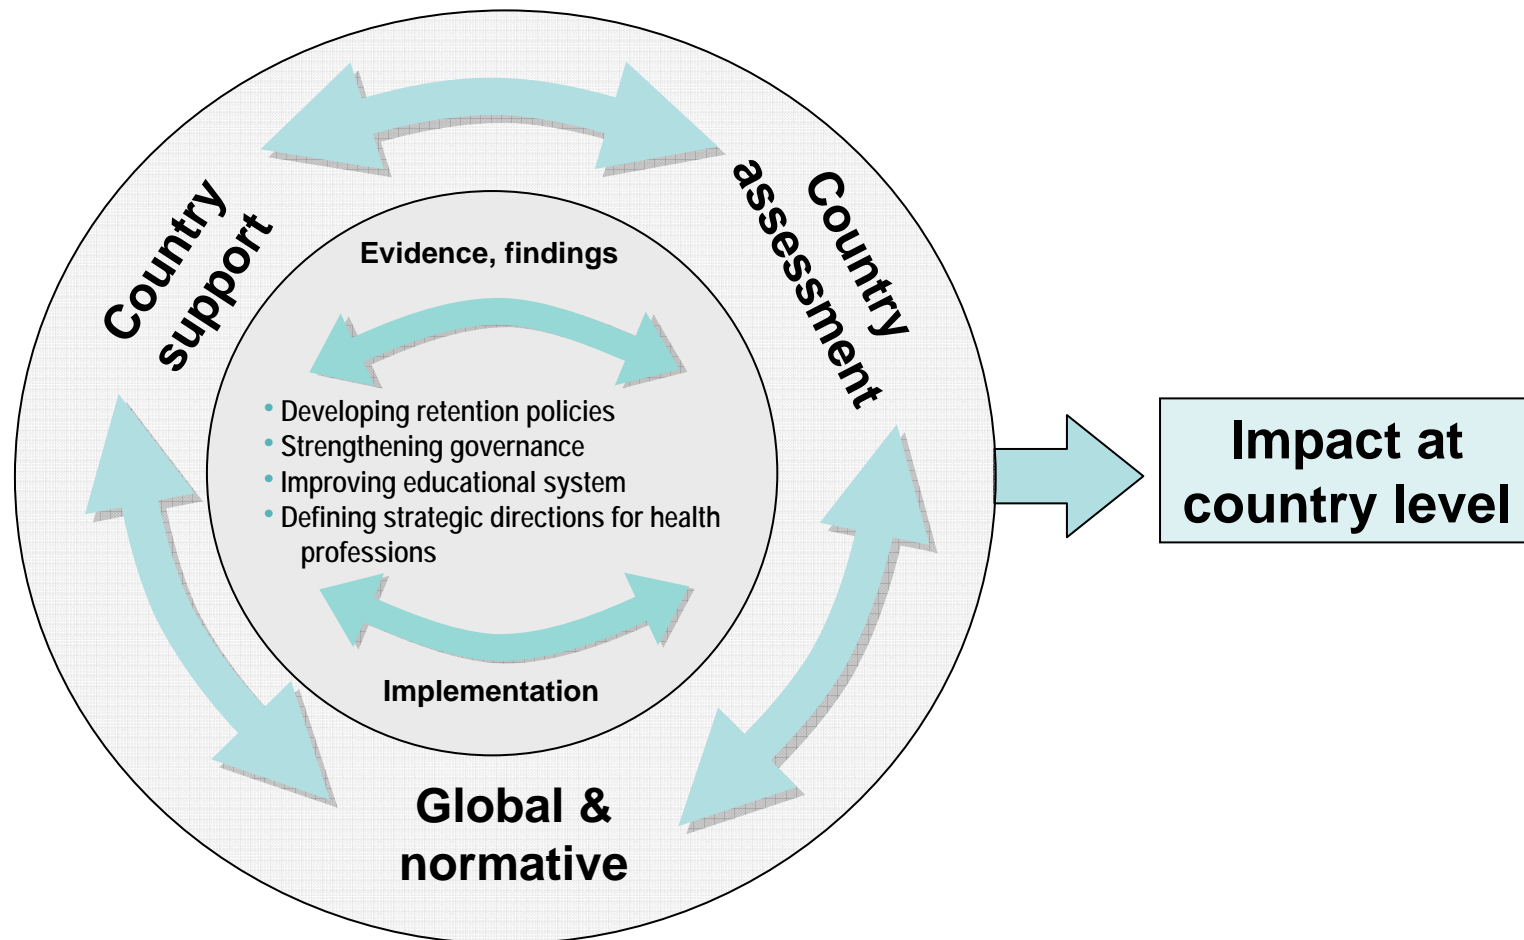 Country
support
Country
assessment
Evidence, findings
• Developing retention policies
• Strengthening governance
• Improving educational system
• Defining strategic directions for health
professions
Implementation
Global &
normative
Impact at
country level